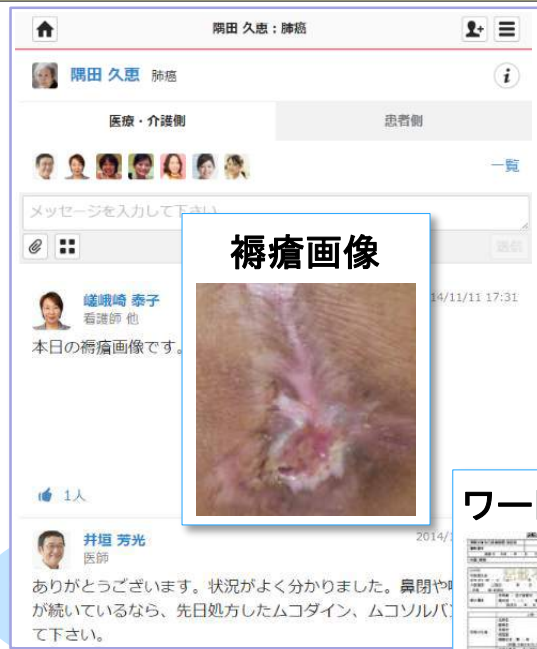 隅田 久恵:肺癌
隅田 久恵 肺癌
医療・介護側
患者側
一覧
メッセージを入力して下さい
送信
褥瘡画像
嵯峨崎 泰子
14/11/11 17:31
看護師 他
本日の褥瘡画像です。
1人
ワー
井垣 芳光
2014/
医師
ありがとうございます。状況がよく分かりました。鼻閉や
が続いているなら、先日処方したムコダイン、ムコソルバン
て下さい。